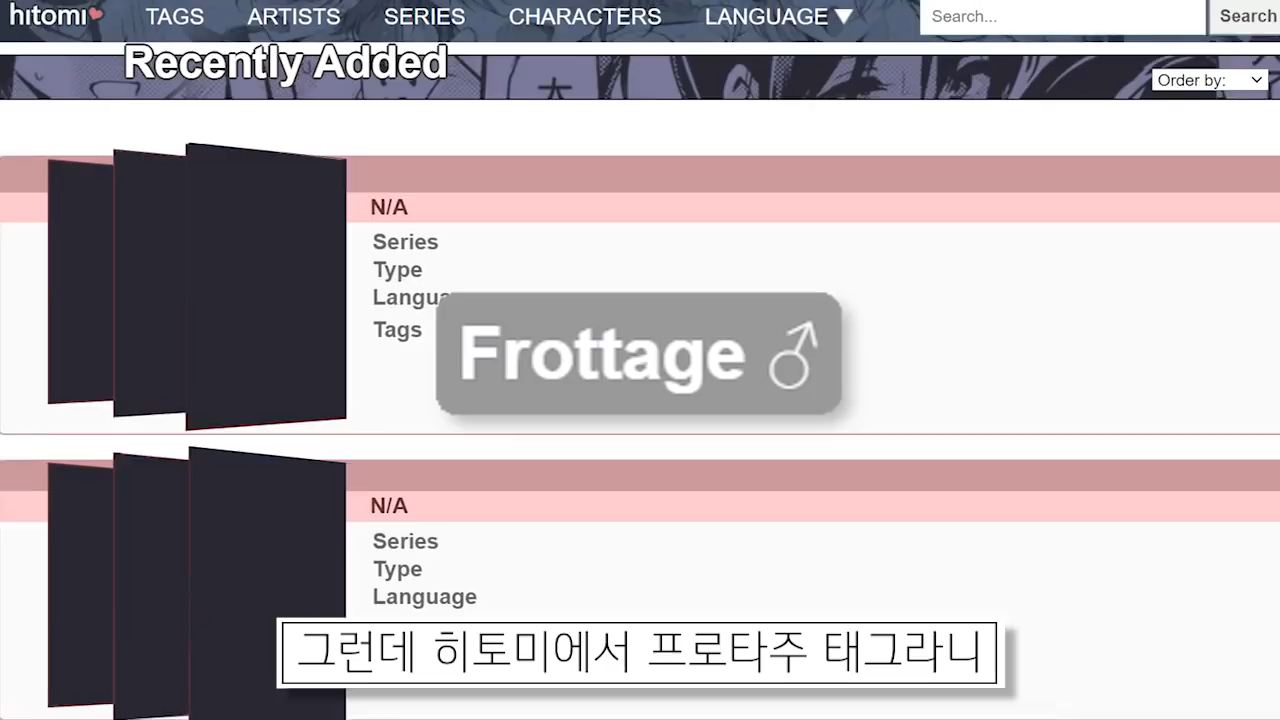 hitomi TAGS ARTISTS SERIES CHARACTERS LANGUAGE ▼ Search... Search
Recently Added
Order by:
N/A
Series
Type
Langua
Tags
Frottage ♂
N/A
Series
Type
Language
그런데 히토미에서 프로타주 태그라니